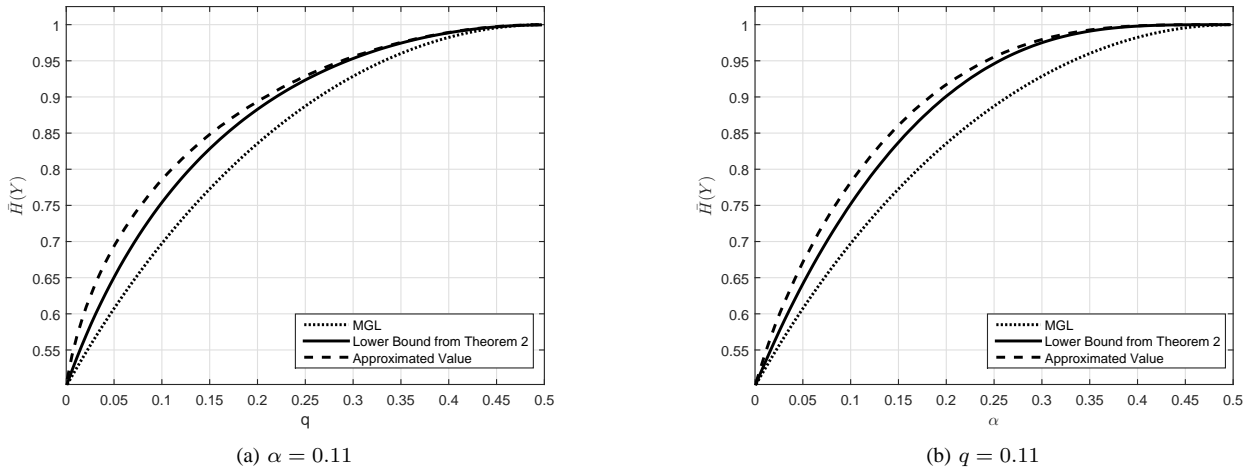 1
0.95
0.9
0.85
0.8
0.75
0.7
0.65
0.6
0.55
H̄(Y)
MGL
Lower Bound from Theorem 2
Approximated Value
0 0.05 0.1 0.15 0.2 0.25 0.3 0.35 0.4 0.45 0.5
q
(a) α = 0.11
1
0.95
0.9
0.85
0.8
0.75
0.7
0.65
0.6
0.55
H̄(Y)
MGL
Lower Bound from Theorem 2
Approximated Value
0 0.05 0.1 0.15 0.2 0.25 0.3 0.35 0.4 0.45 0.5
α
(b) q = 0.11